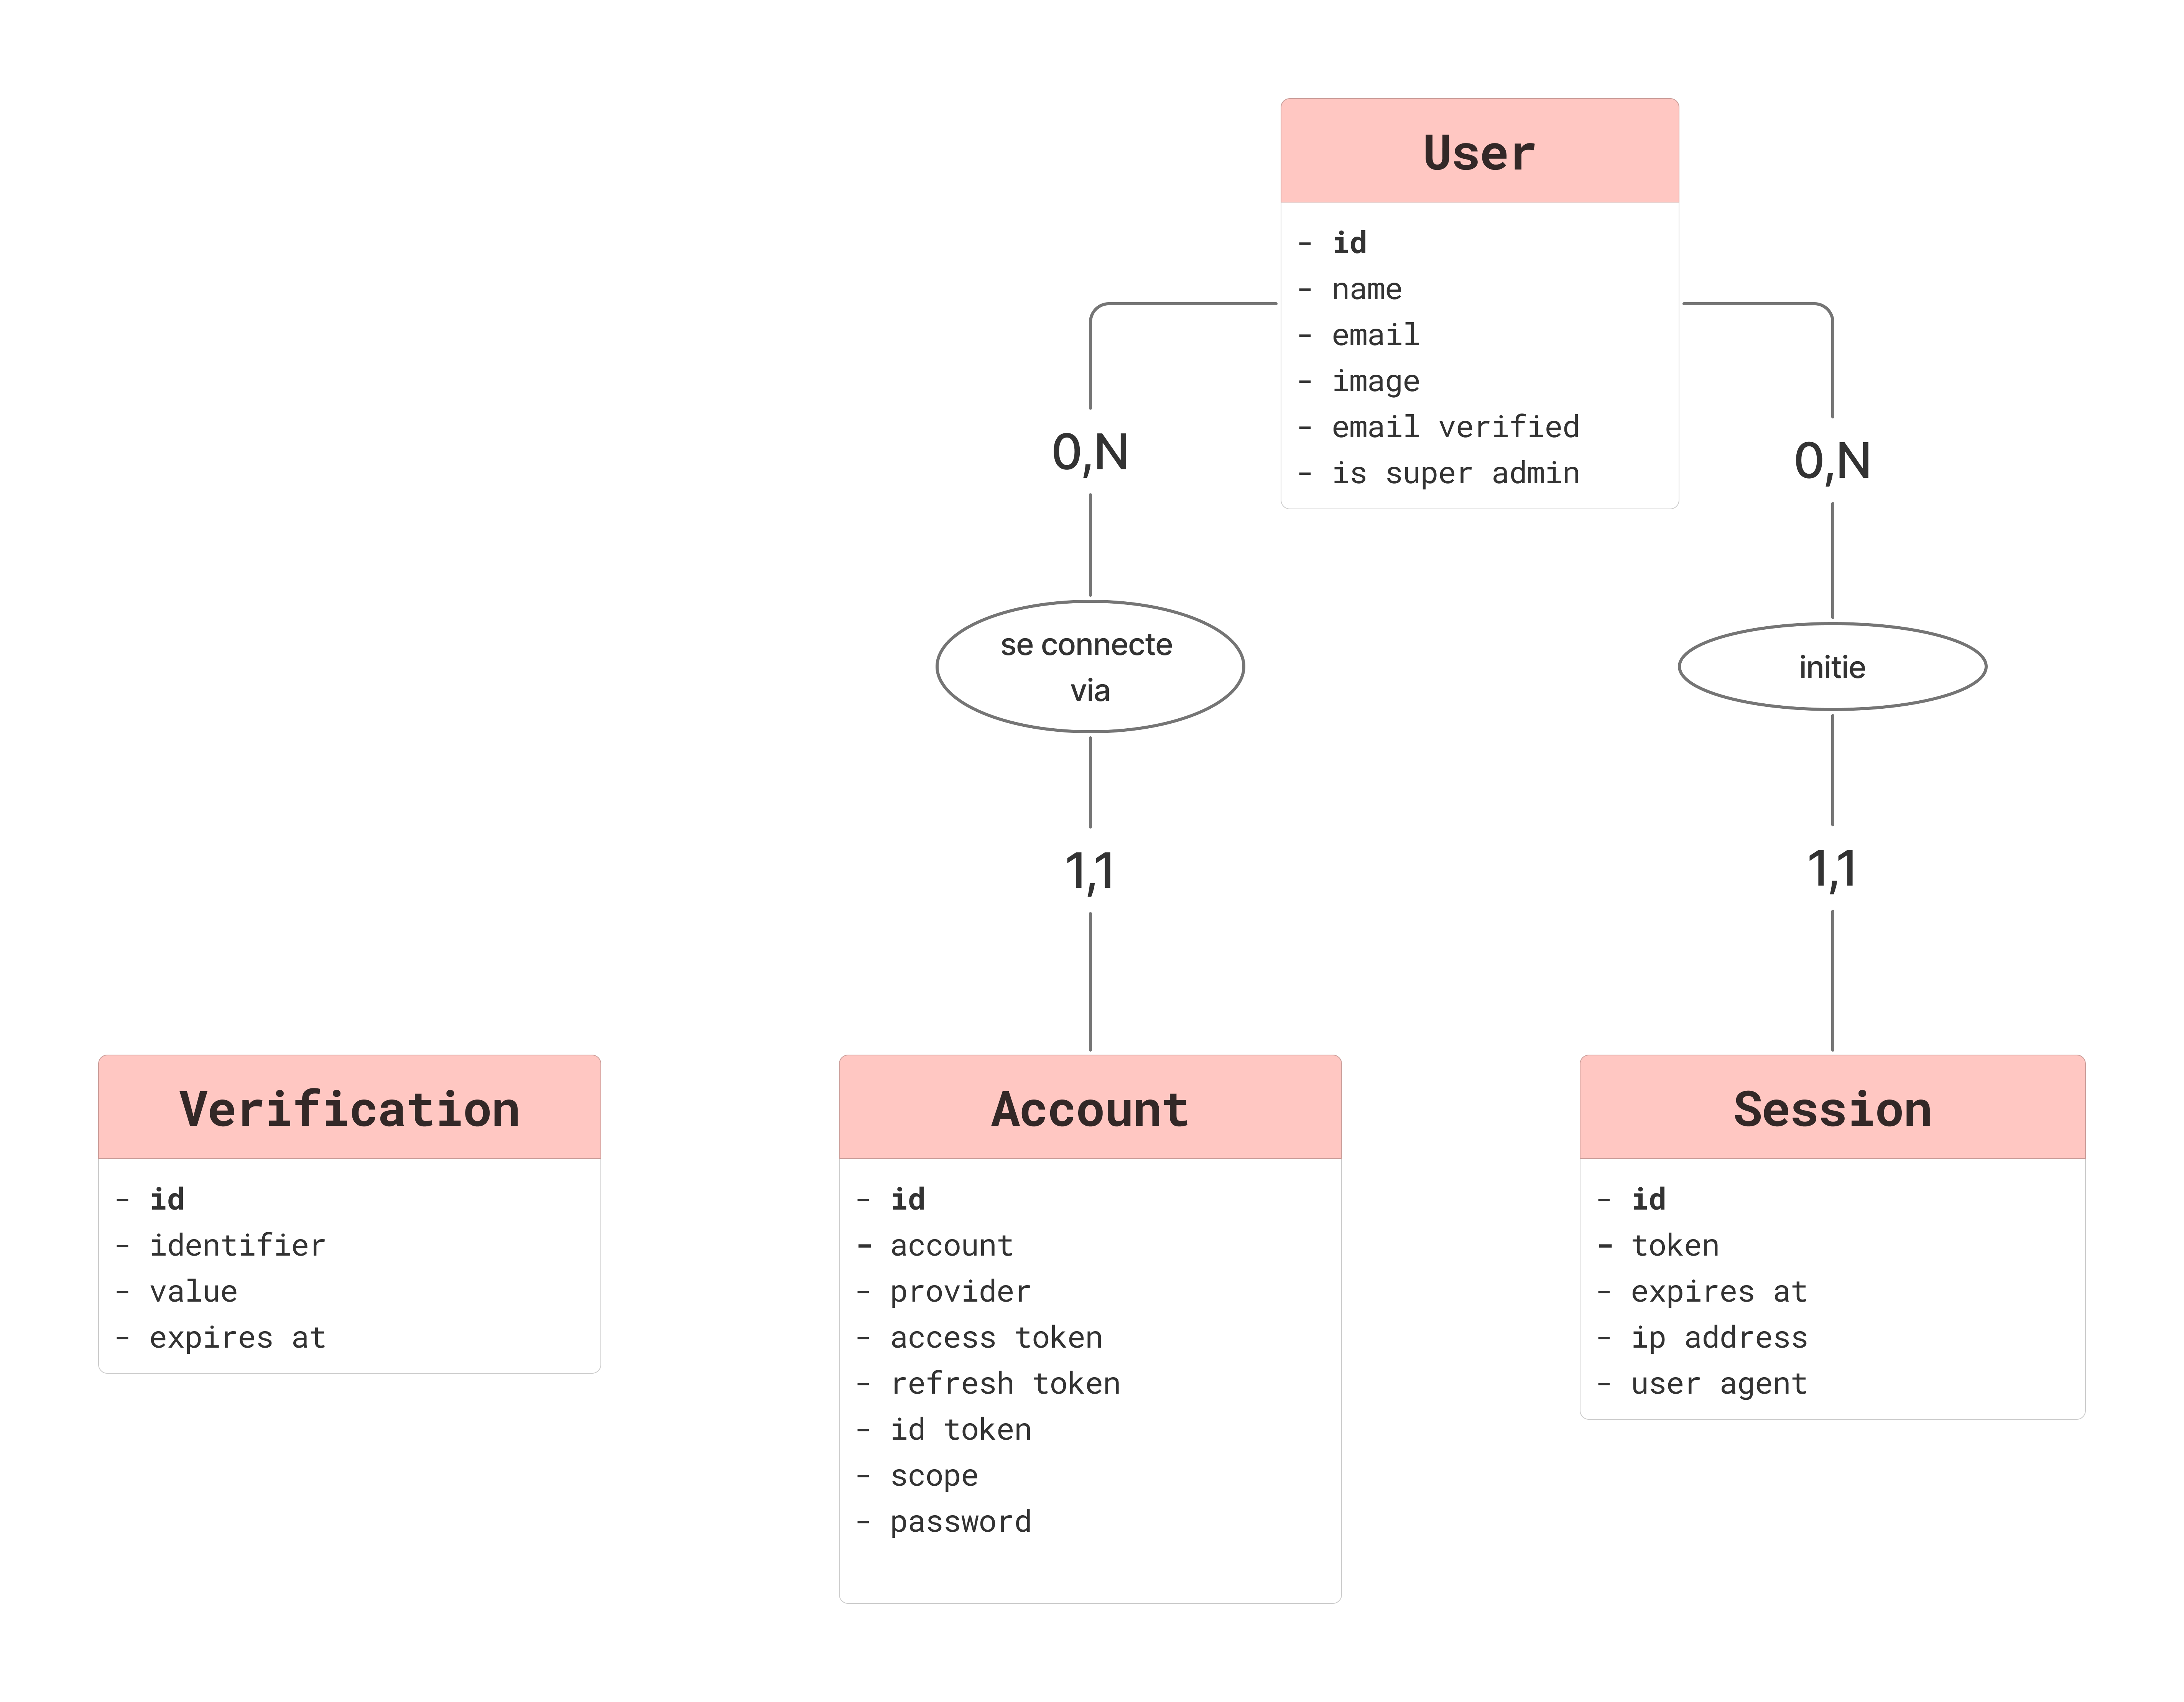 User
- id
- name
- email
- image
- email verified
- is super admin
0,N
0,N
se connecte
via
initie
1,1
1,1
Verification
- id
- identifier
- value
- expires at
Account
- id
- account
- provider
- access token
- refresh token
- id token
- scope
- password
Session
- id
- token
- expires at
- ip address
- user agent